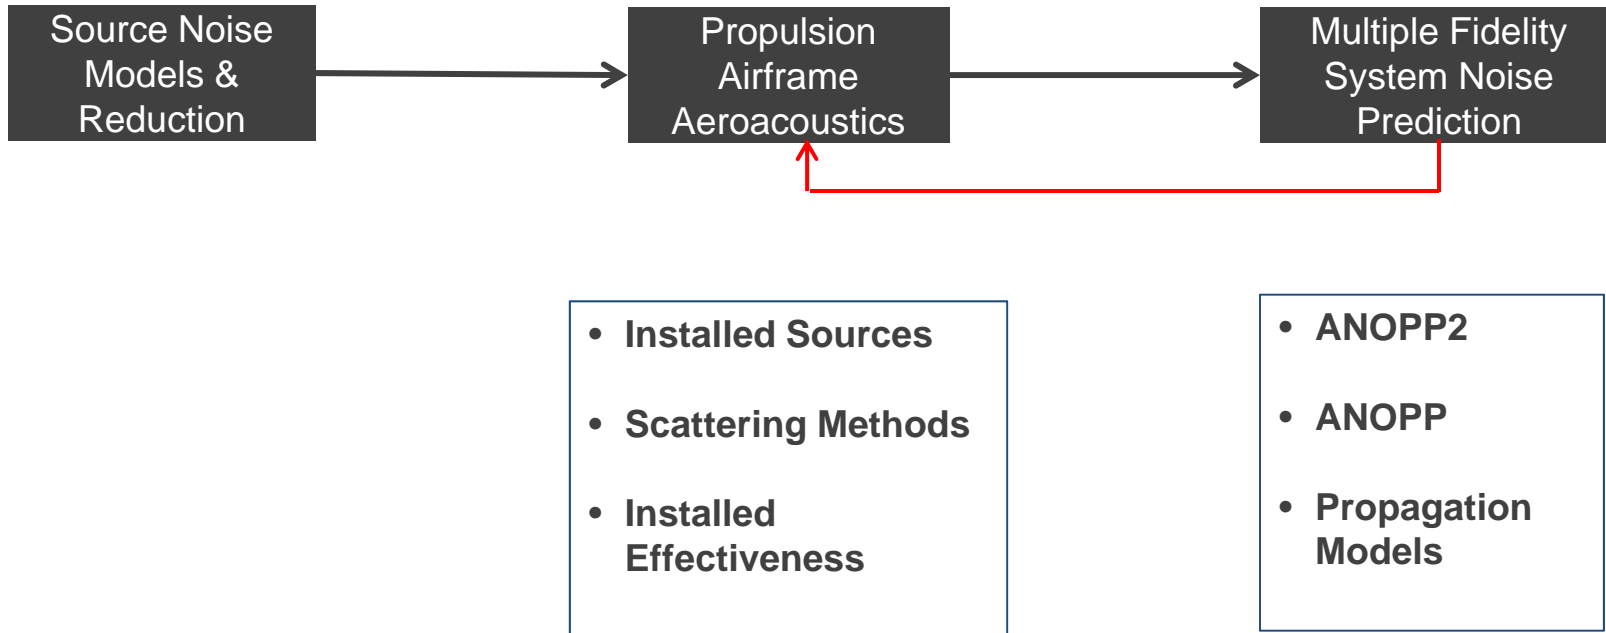 Source Noise
Models &
Reduction
Propulsion
Airframe
Aeroacoustics
Multiple Fidelity
System Noise
Prediction
• Installed Sources
• Scattering Methods
• Installed
Effectiveness
• ANOPP2
• ANOPP
• Propagation
Models